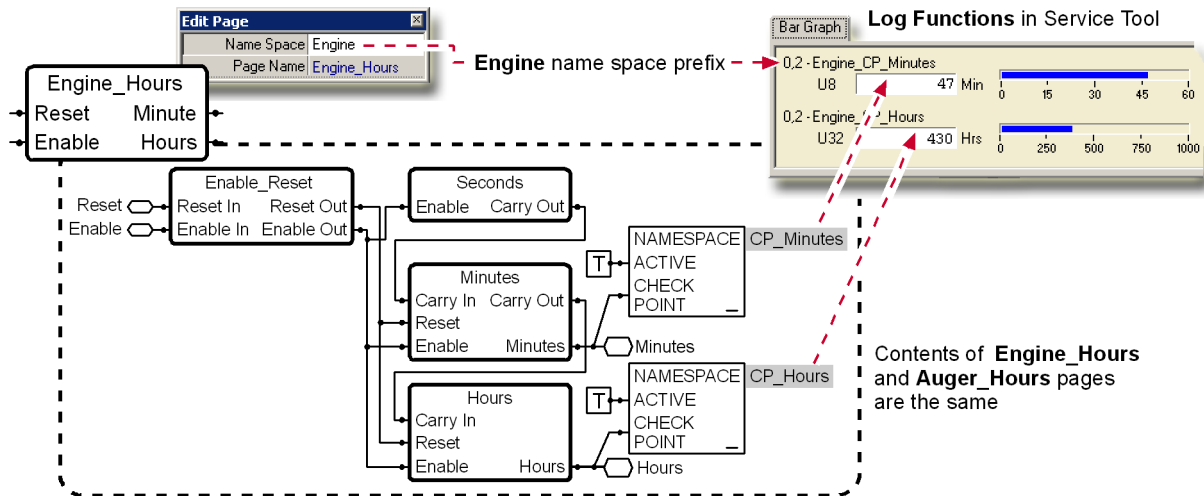 Edit Page
Name Space Engine
Page Name Engine_Hours
Engine name space prefix
Log Functions in Service Tool
Bar Graph
0,2 - Engine_CP_Minutes
U8 47 Min
0 15 30 45 60
0,2 - Engine_CP_Hours
U32 430 Hrs
0 250 500 750 1000
Engine_Hours
Reset Minute
Enable Hours
Reset
Enable
Enable_Reset
Reset In Reset Out
Enable In Enable Out
Seconds
Enable Carry Out
Minutes
Carry In Carry Out
Reset
Enable Minutes
Hours
Carry In
Reset
Enable Hours
T
NAMESPACE CP_Minutes
ACTIVE
CHECK
POINT
Minutes
T
NAMESPACE CP_Hours
ACTIVE
CHECK
POINT
Hours
Contents of Engine_Hours
and Auger_Hours pages
are the same